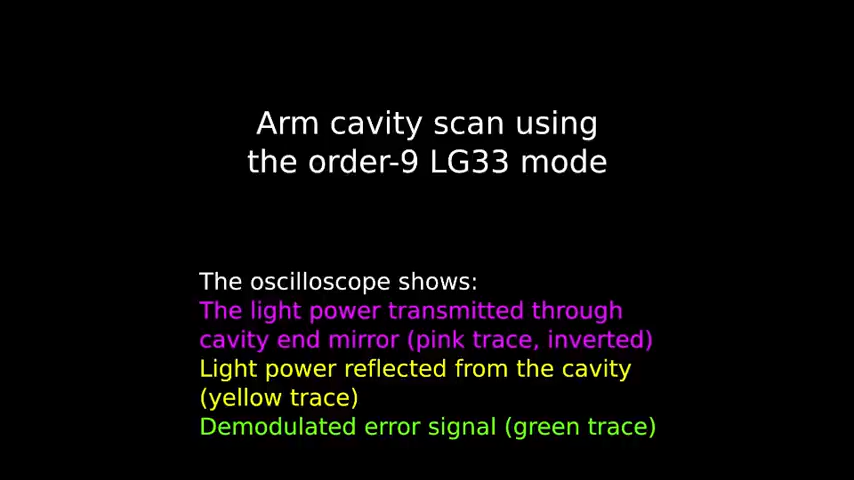 Arm cavity scan using
the order-9 LG33 mode
The oscilloscope shows:
The light power transmitted through
cavity end mirror (pink trace, inverted)
Light power reflected from the cavity
(yellow trace)
Demodulated error signal (green trace)